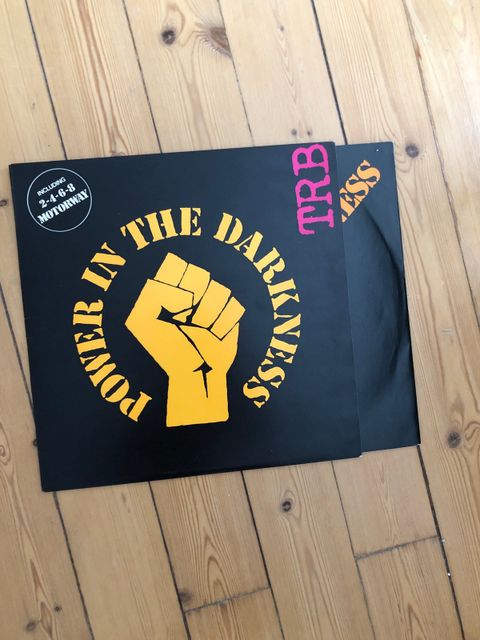 INCLUDING
2-4-6-8
MOTORWAY
TRB
POWER IN THE DARKNESS
ESS